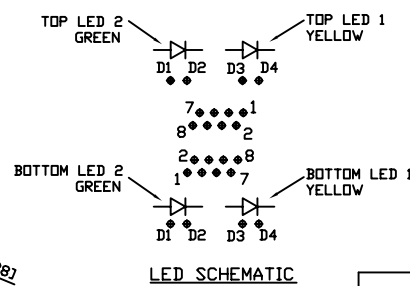 TOP LED 2
GREEN
TOP LED 1
YELLOW
D1 D2 D3 D4
7 1
8 2
2 8
1 7
BOTTOM LED 2
GREEN
BOTTOM LED 1
YELLOW
D1 D2 D3 D4
LED SCHEMATIC